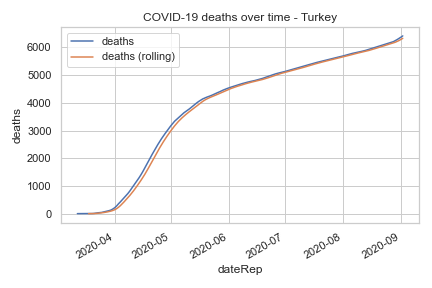 COVID-19 deaths over time - Turkey
deaths
deaths (rolling)
6000
5000
4000
3000
2000
1000
0
deaths
2020-04
2020-05
2020-06
2020-07
2020-08
2020-09
dateRep